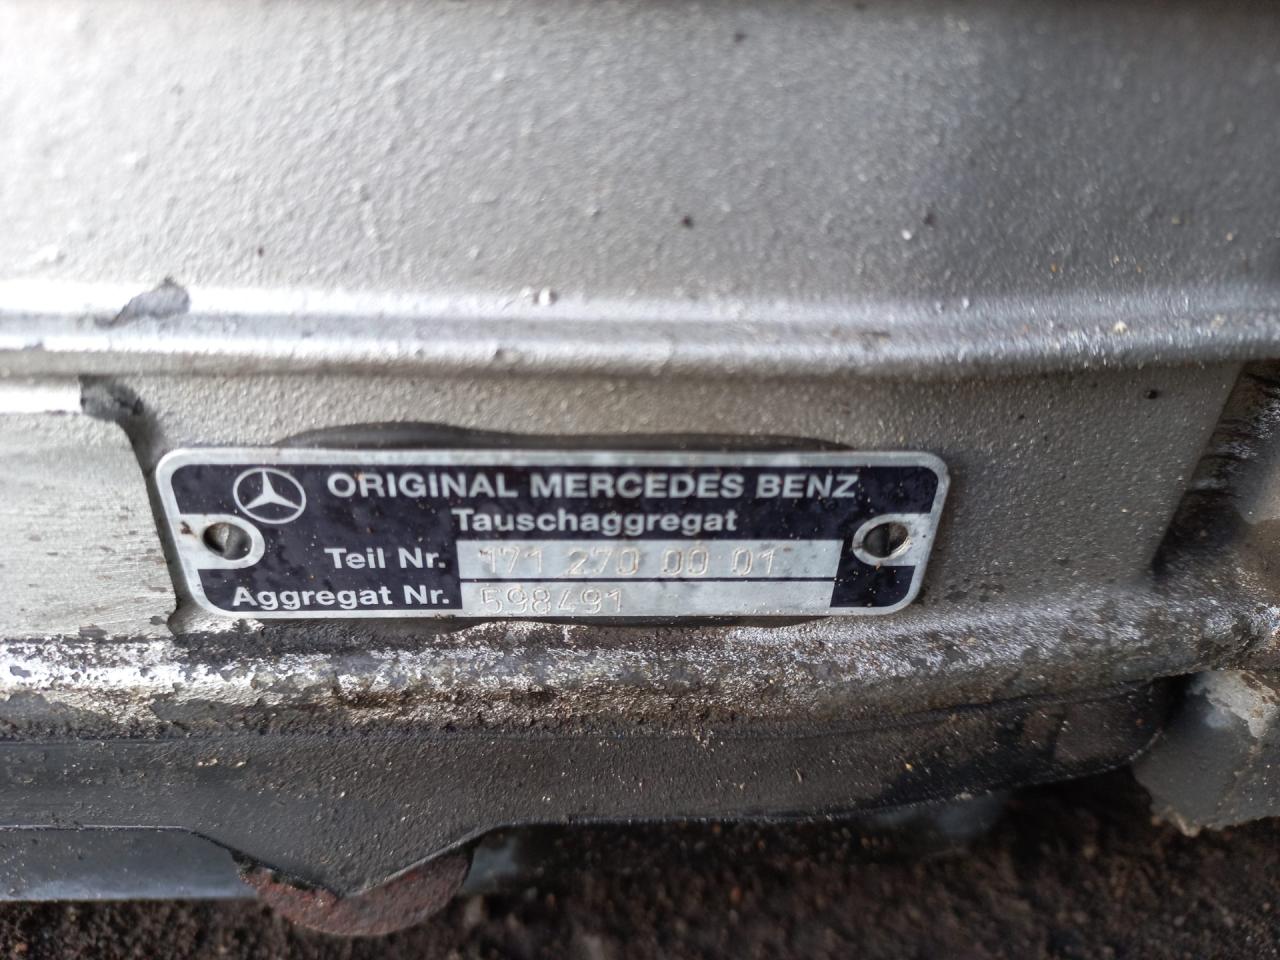 ORIGINAL MERCEDES BENZ
Tauschaggregat
Teil Nr. 171 270 00 01
Aggregat Nr. 598491